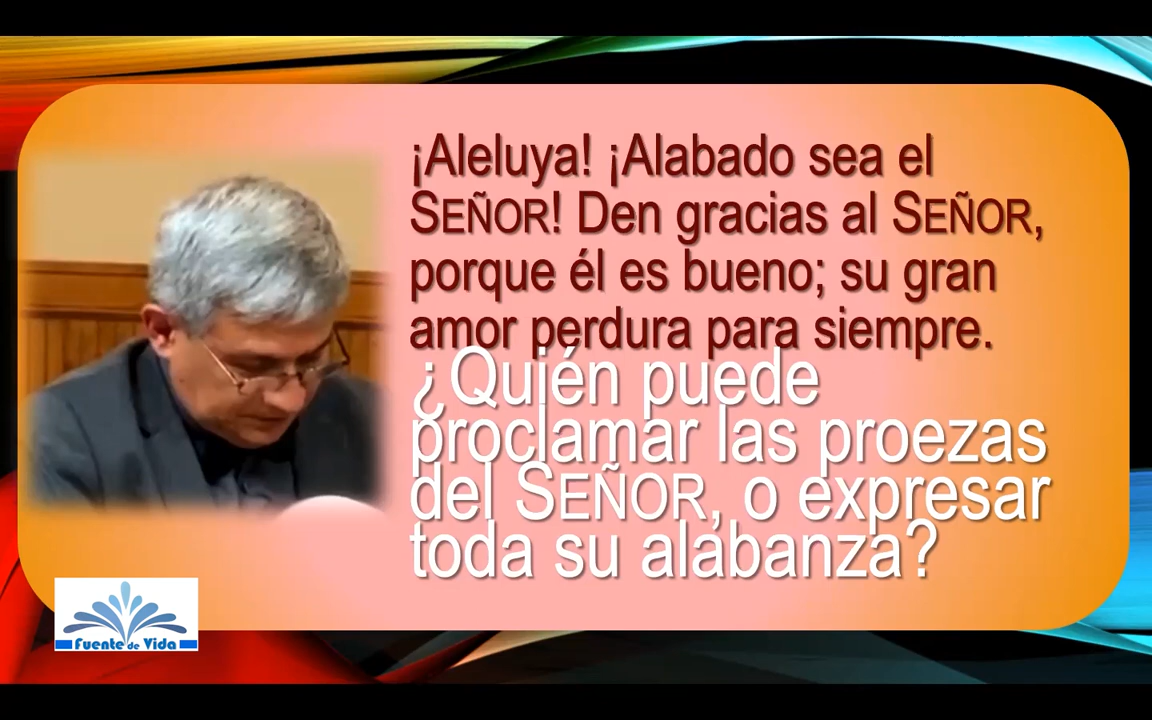 ¡Aleluya! ¡Alabado sea el
SEÑOR! Den gracias al SEÑOR,
porque él es bueno; su gran
amor perdura para siempre.
¿Quién puede
proclamar las proezas
del SEÑOR, o expresar
toda su alabanza?
Fuente de Vida